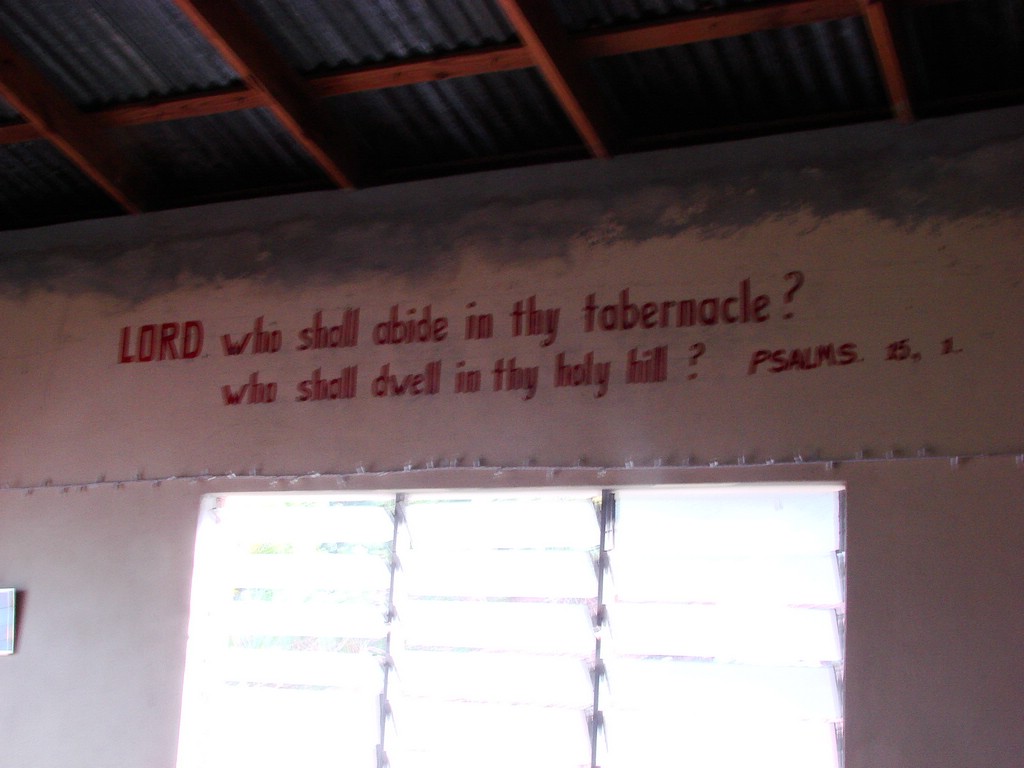 LORD who shall abide in thy tabernacle?
who shall dwell in thy holy hill ? PSALMS. 15, 1.